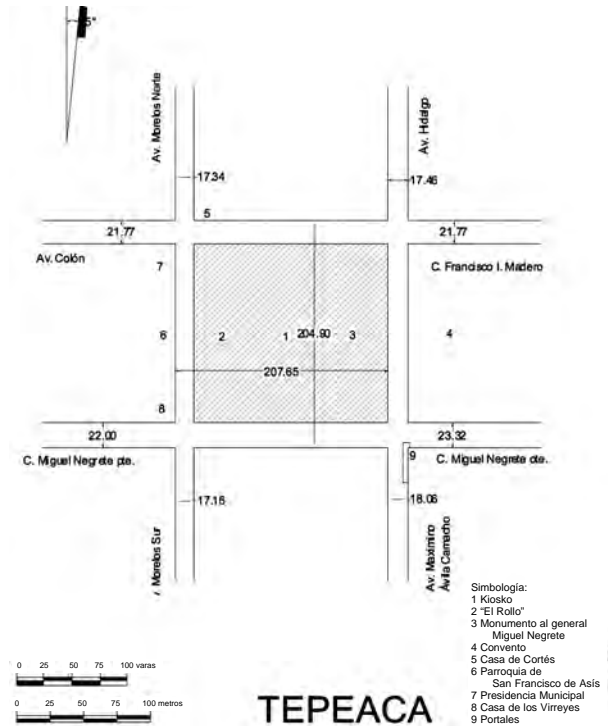 5°
Av. Morelos Norte
Av. Hidalgo
17.34
17.46
5
21.77
21.77
Av. Colón
7
C. Francisco I. Madero
6
2
1
204.90
3
4
207.65
8
22.00
23.32
C. Miguel Negrete pte.
9
C. Miguel Negrete ote.
17.15
18.06
Morelos Sur
Av. Maximino
Ávila Camacho
Simbología:
1 Kiosko
2 "El Rollo"
3 Monumento al general
Miguel Negrete
4 Convento
5 Casa de Cortés
6 Parroquia de
San Francisco de Asís
7 Presidencia Municipal
8 Casa de los Virreyes
9 Portales
0 25 50 75 100 varas
0 25 50 75 100 metros
TEPEACA